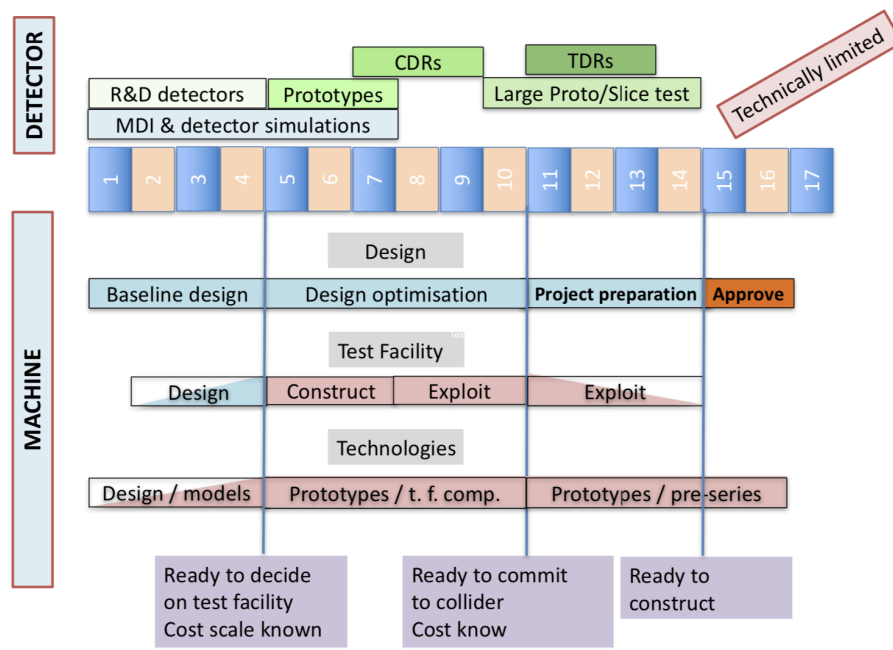 DETECTOR
CDRs
TDRs
Technically limited
R&D detectors
Prototypes
Large Proto/Slice test
MDI & detector simulations
1 2 3 4 5 6 7 8 9 10 11 12 13 14 15 16 17
MACHINE
Design
Baseline design
Design optimisation
Project preparation
Approve
Tex
Test Facility
Design
Construct
Exploit
Exploit
Technologies
Design / models
Prototypes / t. f. comp.
Prototypes / pre-series
Ready to decide
on test facility
Cost scale known
Ready to commit
to collider
Cost know
Ready to
construct